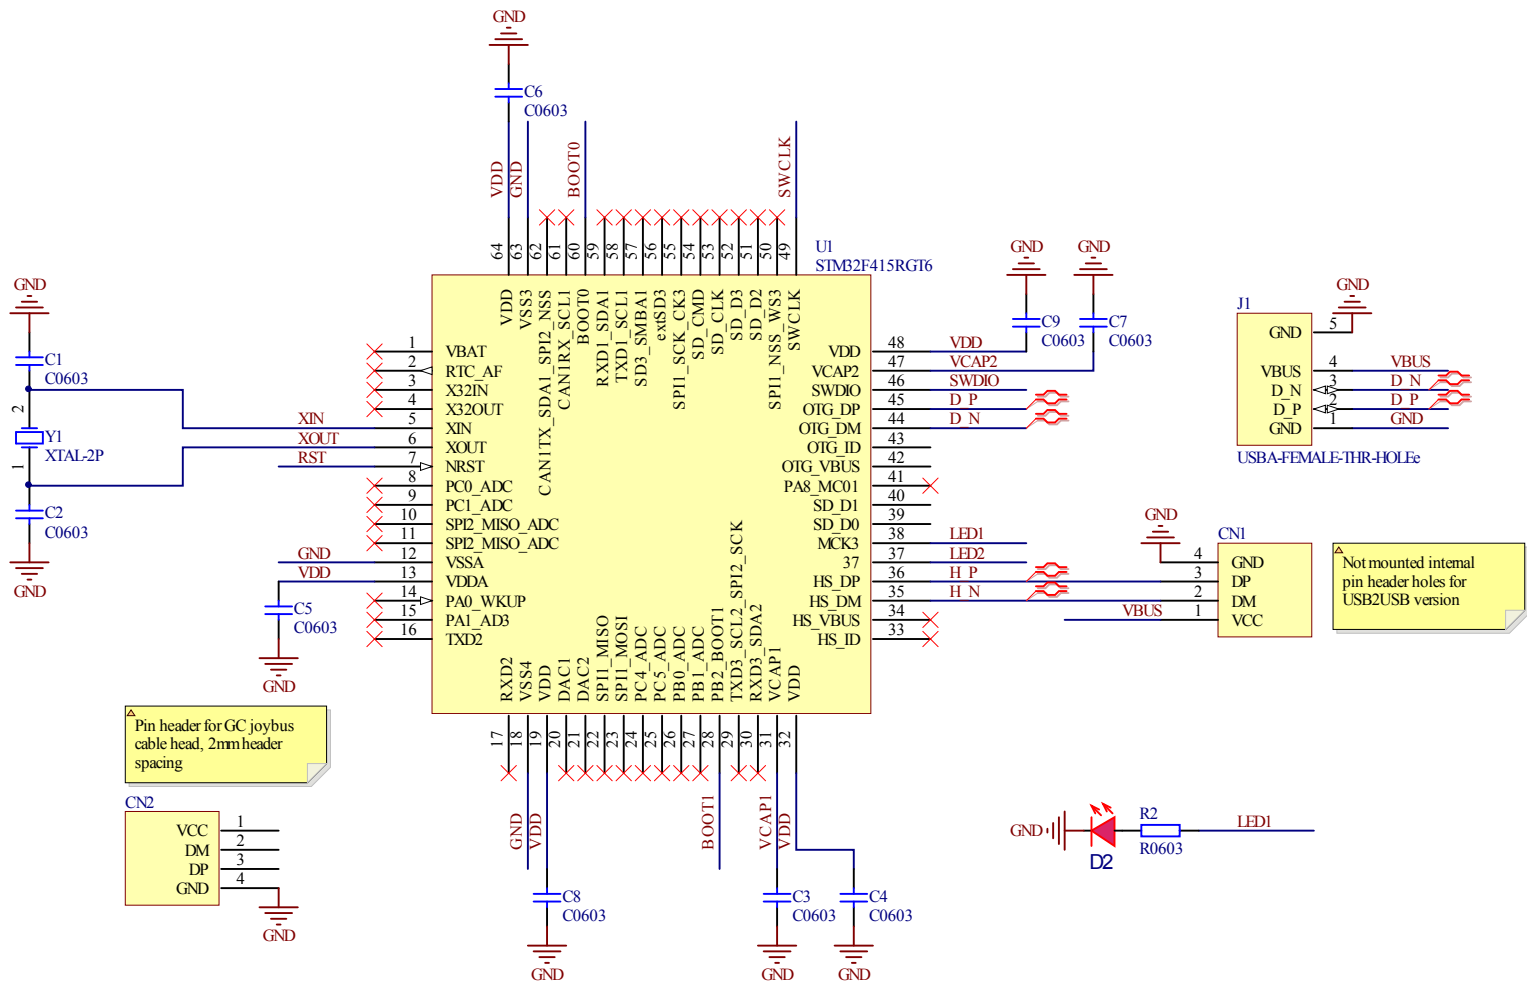 GND
C6
C0603
VDD
GND
BOOT0
SWCLK
64
63
62
61
60
59
58
57
56
55
54
53
52
51
50
49
U1
STM32F415RGT6
VDD
VSS3
CAN1TX_SDA1_SPI2_NSS
CAN1RX_SCL1
BOOT0
RXD1_SDA1
TXD1_SCL1
SD3_SMBA1
extSD3
SPI1_SCK_CK3
SD_CMD
SD_CLK
SD_D3
SD_D2
SPI1_NSS_WS3
SWCLK
GND
C1
C0603
2
Y1
XTAL-2P
1
C2
C0603
GND
XIN
XOUT
RST
GND
VDD
C5
C0603
GND
1 VBAT
2 RTC_AF
3 X32IN
4 X32OUT
5 XIN
6 XOUT
7 NRST
8 PC0_ADC
9 PC1_ADC
10 SPI2_MISO_ADC
11 SPI2_MISO_ADC
12 VSSA
13 VDDA
14 PA0_WKUP
15 PA1_AD3
16 TXD2
VDD 48 VDD
VCAP2 47 VCAP2
SWDIO 46 SWDIO
OTG_DP 45 D_P
OTG_DM 44 D_N
OTG_ID 43
OTG_VBUS 42
PA8_MC01 41
SD_D1 40
SD_D0 39
MCK3 38 LED1
37 37 LED2
HS_DP 36 H_P
HS_DM 35 H_N
HS_VBUS 34
HS_ID 33
GND
C9
C0603
GND
C7
C0603
J1
GND
GND 5
VBUS 4 VBUS
D_N 3 D_N
D_P 2 D_P
GND 1 GND
USBA-FEMALE-THR-HOLEe
GND
CN1
4 GND
3 DP
2 DM
VBUS 1 VCC
Not mounted internal
pin header holes for
USB2USB version
RXD2
VSS4
VDD
DAC1
DAC2
SPI1_MISO
SPI1_MOSI
PC4_ADC
PC5_ADC
PB0_ADC
PB1_ADC
PB2_BOOT1
TXD3_SCL2_SPI2_SCK
RXD3_SDA2
VCAP1
VDD
17
18
19
20
21
22
23
24
25
26
27
28
29
30
31
32
GND
VDD
BOOT1
VCAP1
VDD
C8
C0603
GND
C3
C0603
GND
C4
C0603
GND
Pin header for GC joybus
cable head, 2mm header
spacing
CN2
VCC 1
DM 2
DP 3
GND 4
GND
GND
D2
R2
R0603
LED1